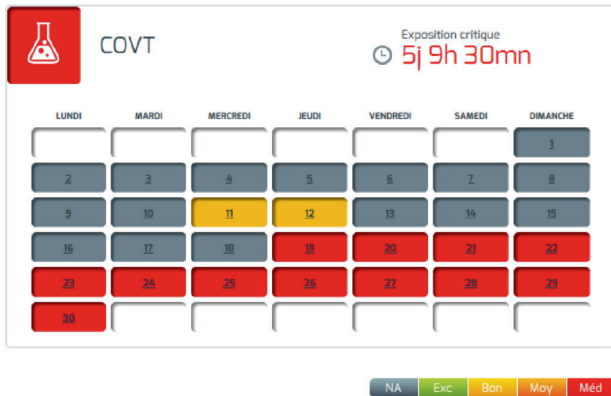 COVT
Exposition critique
5j 9h 30mn
LUNDI MARDI MERCREDI JEUDI VENDREDI SAMEDI DIMANCHE
1
2 3 4 5 6 7 8
9 10 11 12 13 14 15
16 17 18 19 20 21 22
23 24 25 26 27 28 29
30
NA Exc Bon Moy Méd